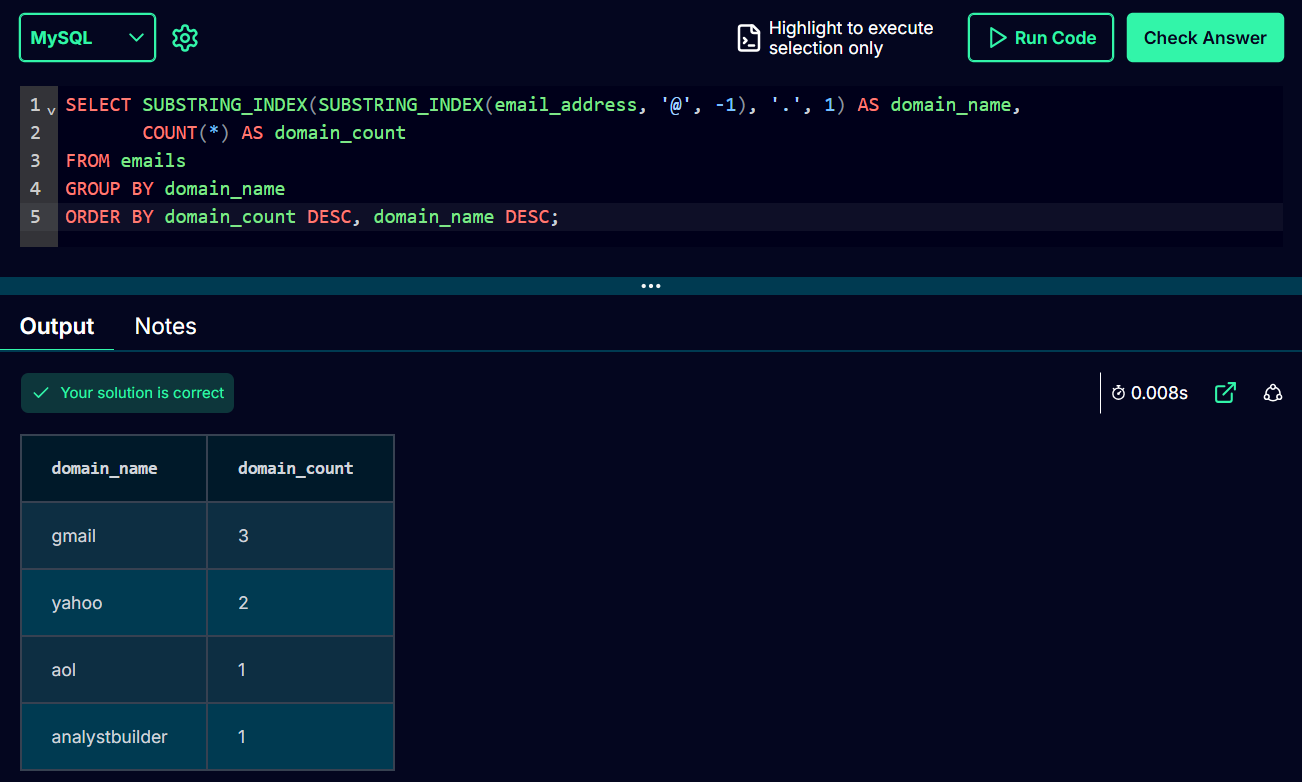 MySQL
Highlight to execute
selection only
Run Code
Check Answer
1 SELECT SUBSTRING_INDEX(SUBSTRING_INDEX(email_address, '@', -1), '.', 1) AS domain_name,
2        COUNT(*) AS domain_count
3 FROM emails
4 GROUP BY domain_name
5 ORDER BY domain_count DESC, domain_name DESC;
Output Notes
Your solution is correct
0.008s
domain_name domain_count
gmail 3
yahoo 2
aol 1
analystbuilder 1